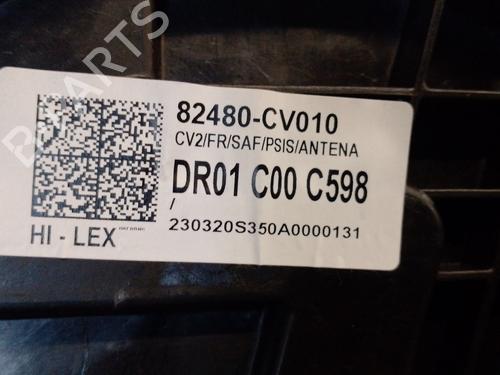 B-PARTS
82480-CV010
CV2/FR/SAF/PSIS/ANTENA
DR01 C00 C598
/
230320S350A0000131
HI - LEX